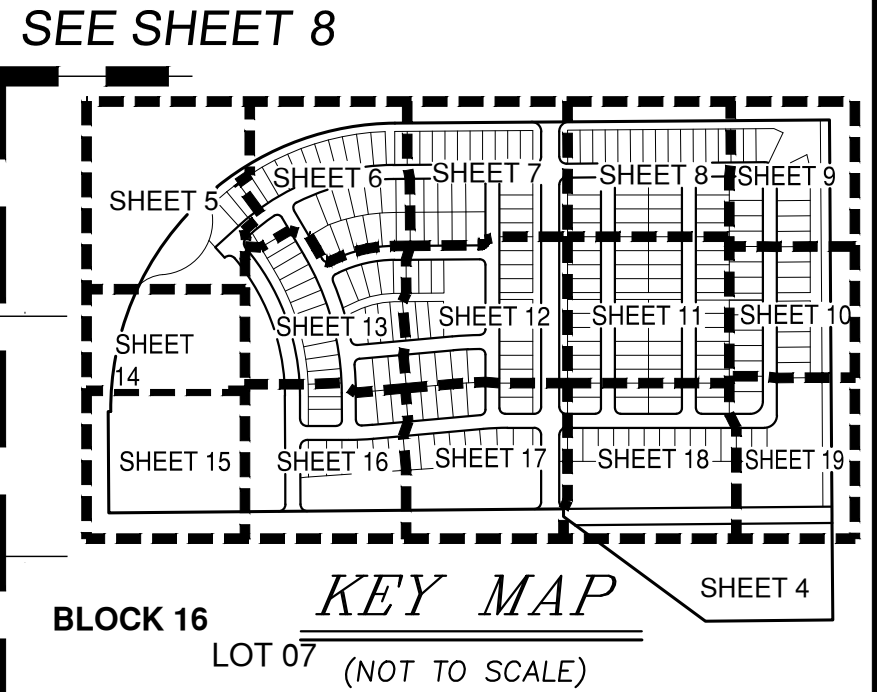 SEE SHEET 8
SHEET 5
SHEET 6
SHEET 7
SHEET 8
SHEET 9
SHEET
14
SHEET 13
SHEET 12
SHEET 11
SHEET 10
SHEET 15
SHEET 16
SHEET 17
SHEET 18
SHEET 19
SHEET 4
KEY MAP
(NOT TO SCALE)
BLOCK 16
LOT 07